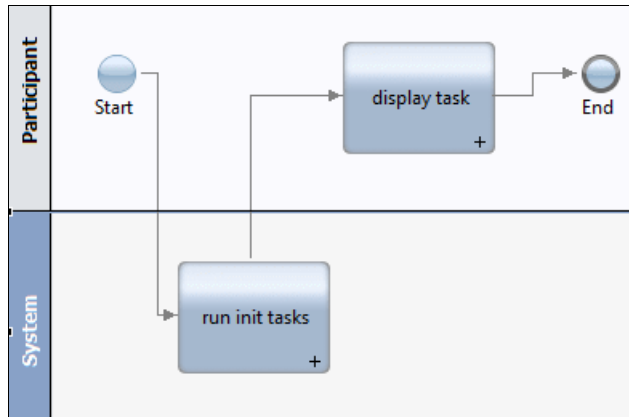 Participant
Start
display task
+
End
System
run init tasks
+